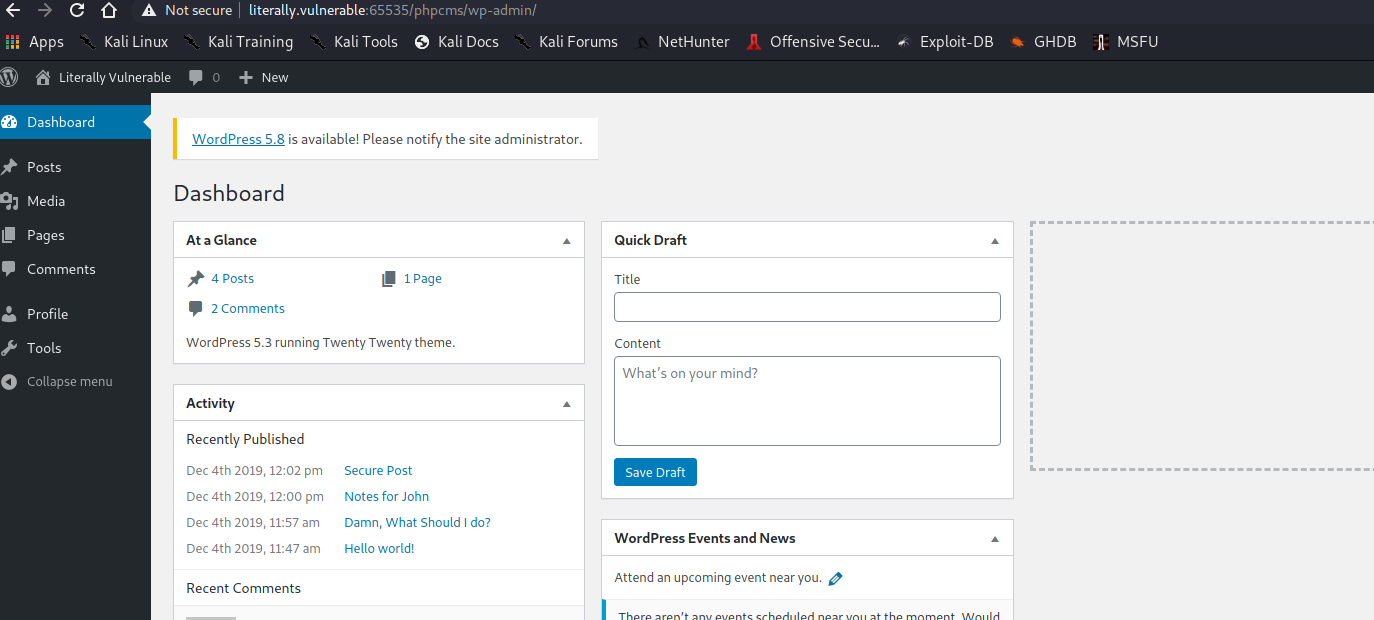 Not secure | literally.vulnerable:65535/phpcms/wp-admin/
Apps Kali Linux Kali Training Kali Tools Kali Docs Kali Forums NetHunter Offensive Secu... Exploit-DB GHDB MSFU
Literally Vulnerable 0 New
Dashboard
Posts
Media
Pages
Comments
Profile
Tools
Collapse menu
WordPress 5.8 is available! Please notify the site administrator.
Dashboard
At a Glance
4 Posts 1 Page
2 Comments
WordPress 5.3 running Twenty Twenty theme.
Activity
Recently Published
Dec 4th 2019, 12:02 pm Secure Post
Dec 4th 2019, 12:00 pm Notes for John
Dec 4th 2019, 11:57 am Damn, What Should I do?
Dec 4th 2019, 11:47 am Hello world!
Recent Comments
Quick Draft
Title
Content
What's on your mind?
Save Draft
WordPress Events and News
Attend an upcoming event near you.
There aren't any events scheduled near you at the moment. Would